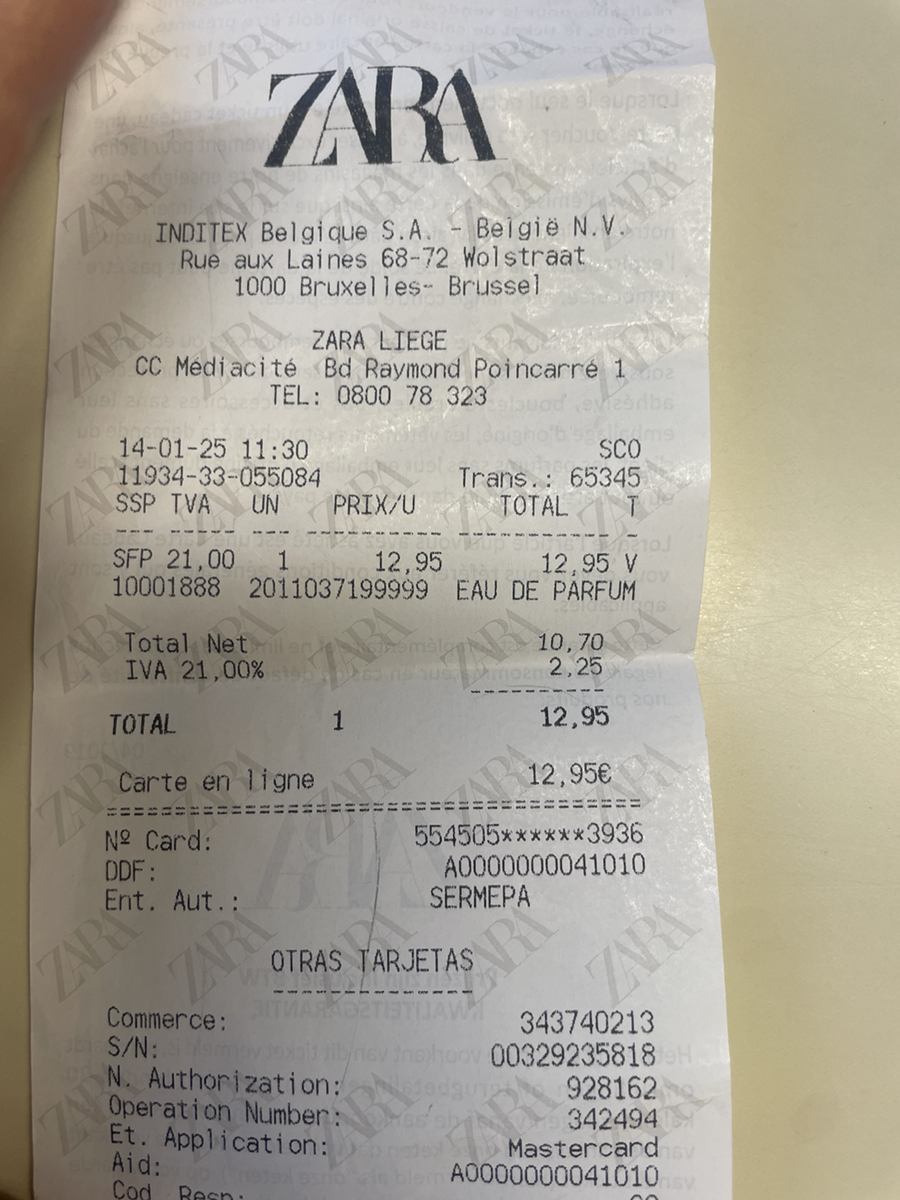 ZARA
INDITEX Belgique S.A. - België N.V.
Rue aux Laines 68-72 Wolstraat
1000 Bruxelles- Brussel
ZARA LIEGE
CC Médiacité Bd Raymond Poincarré 1
TEL: 0800 78 323
14-01-25 11:30 SCO
11934-33-055084 Trans.: 65345
SSP TVA UN PRIX/U TOTAL T
SFP 21,00 1 12,95 12,95 V
10001888 2011037199999 EAU DE PARFUM
Total Net 10,70
IVA 21,00% 2,25
TOTAL 1 12,95
Carte en ligne 12,95€
Nº Card: 554505******3936
DDF: A0000000041010
Ent. Aut.: SERMEPA
OTRAS TARJETAS
Commerce: 343740213
S/N: 00329235818
N. Authorization: 928162
Operation Number: 342494
Et. Application: Mastercard
Aid: A0000000041010
Cod. Resp: